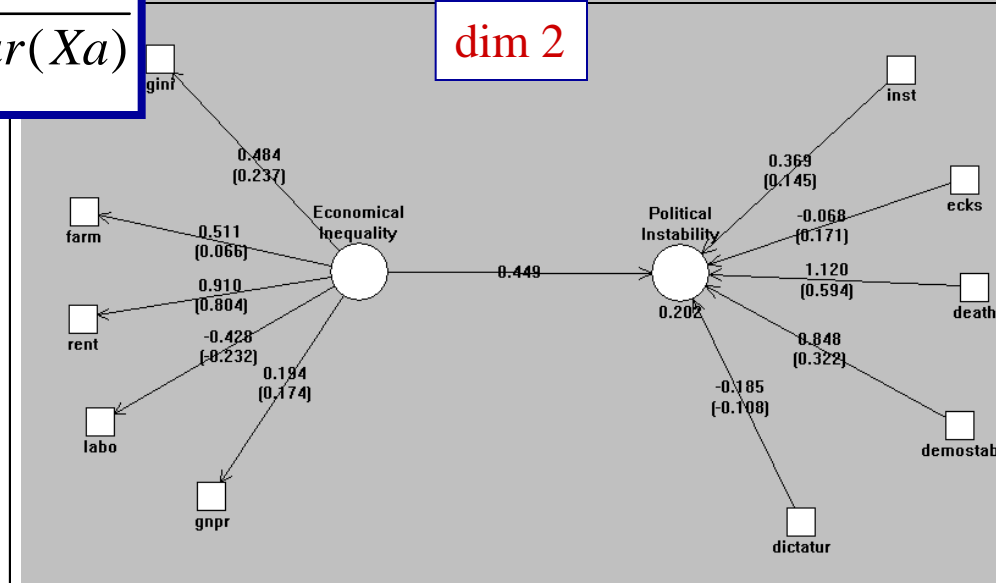 ar(Xa)
dim 2
gini
inst
0.484
(0.237)
0.369
(0.145)
ecks
-0.068
(0.171)
farm
0.511
(0.066)
Economical
Inequality
Political
Instability
0.449
0.202
1.120
(0.594)
death
rent
0.910
(0.804)
-0.428
(-0.232)
0.848
(0.322)
labo
0.194
(0.174)
-0.185
(-0.108)
demostab
gnpr
dictatur